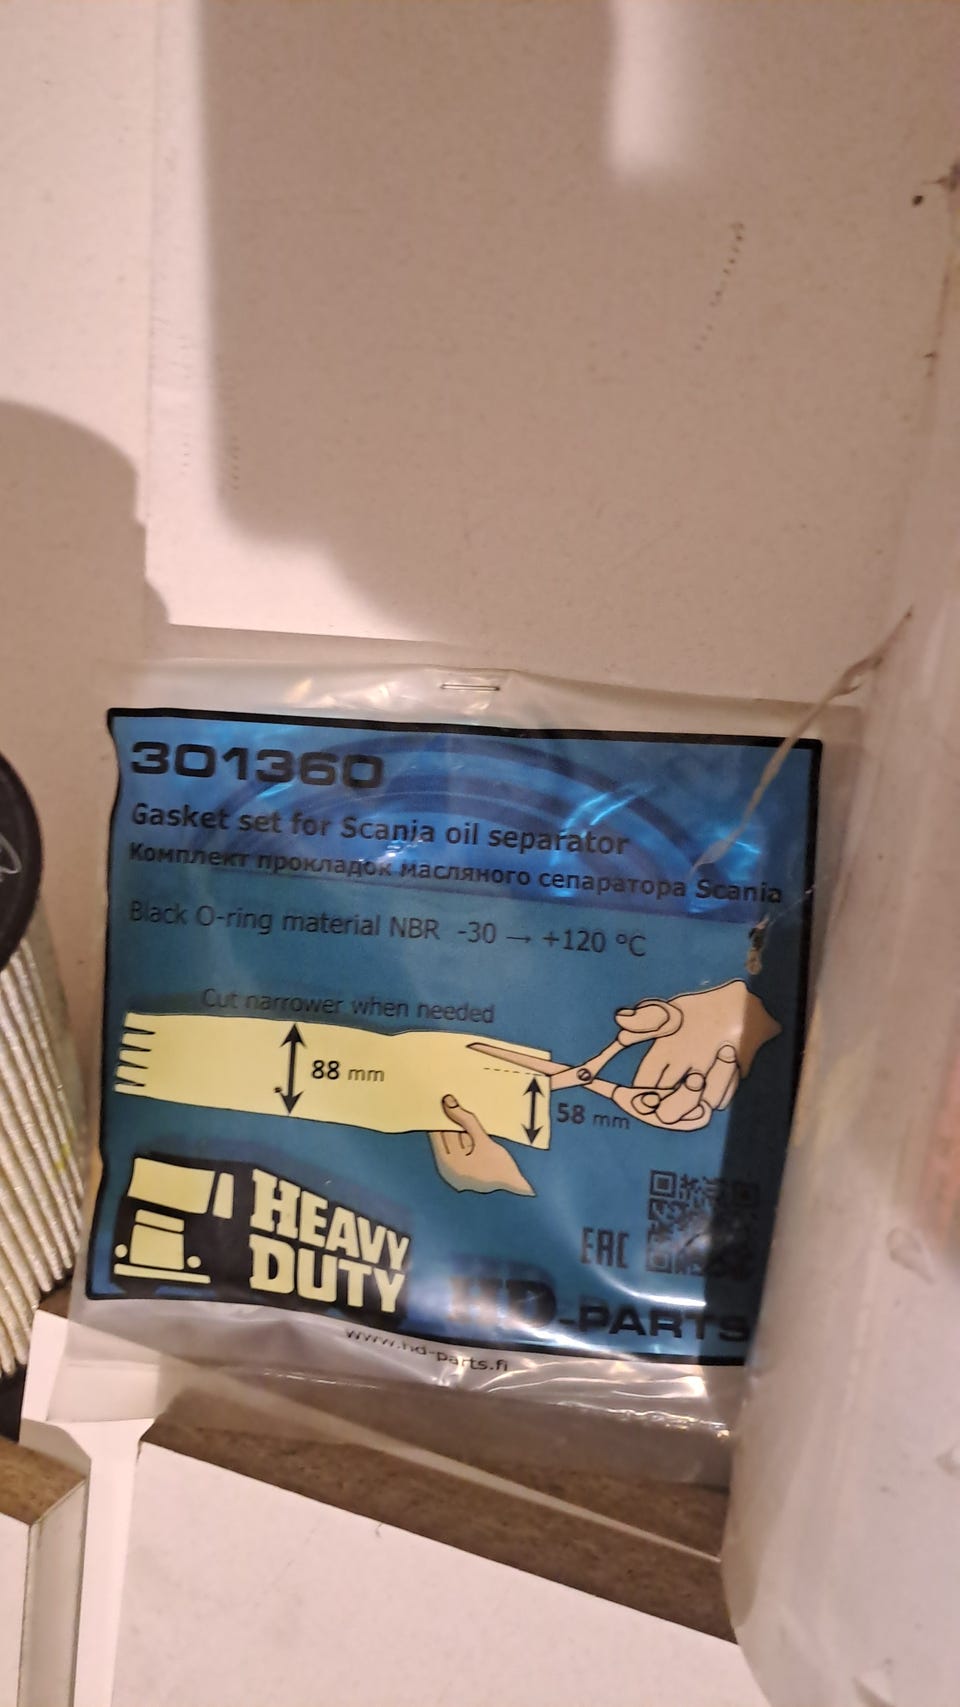 301360
Gasket set for Scania oil separator
Комплект прокладок масляного сепаратора Scania
Black O-ring material NBR -30 → +120 °C
Cut narrower when needed
88 mm
58 mm
HEAVY
DUTY
EAC
HD-PARTS
www.hd-parts.fi